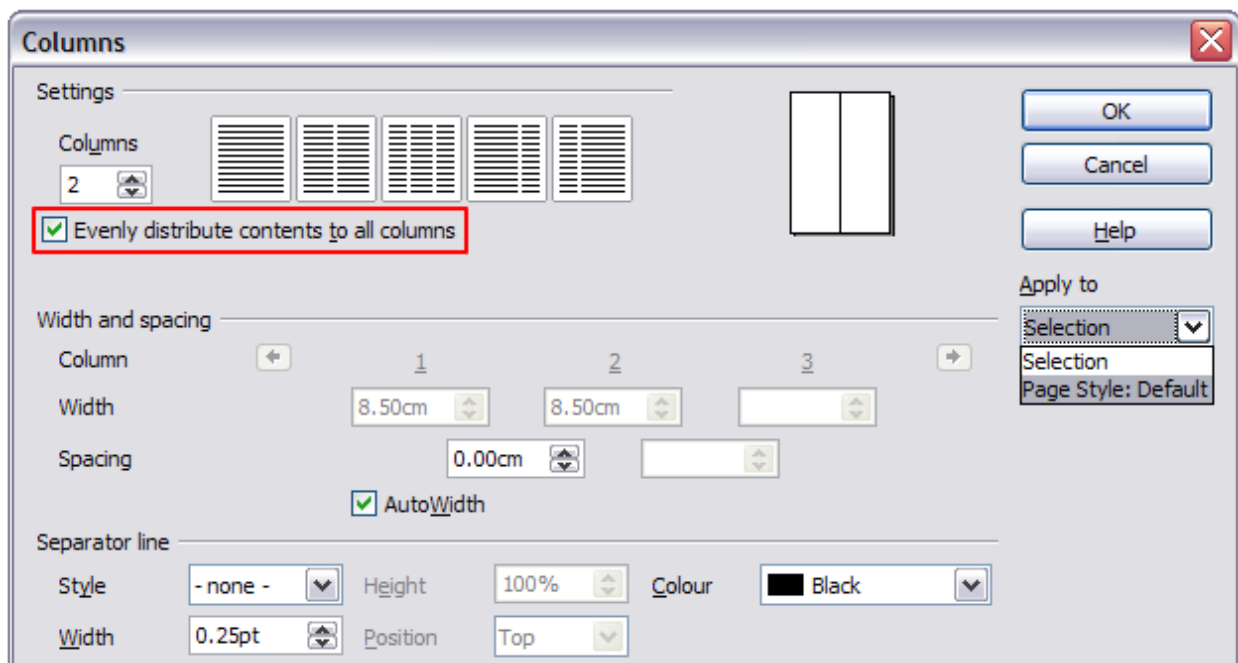 Columns
Settings
OK
Columns
Cancel
2
Evenly distribute contents to all columns
Help
Apply to
Width and spacing
Selection
Column 1 2 3
Selection
Width 8.50cm 8.50cm
Page Style: Default
Spacing 0.00cm
AutoWidth
Separator line
Style - none - Height 100% Colour Black
Width 0.25pt Position Top